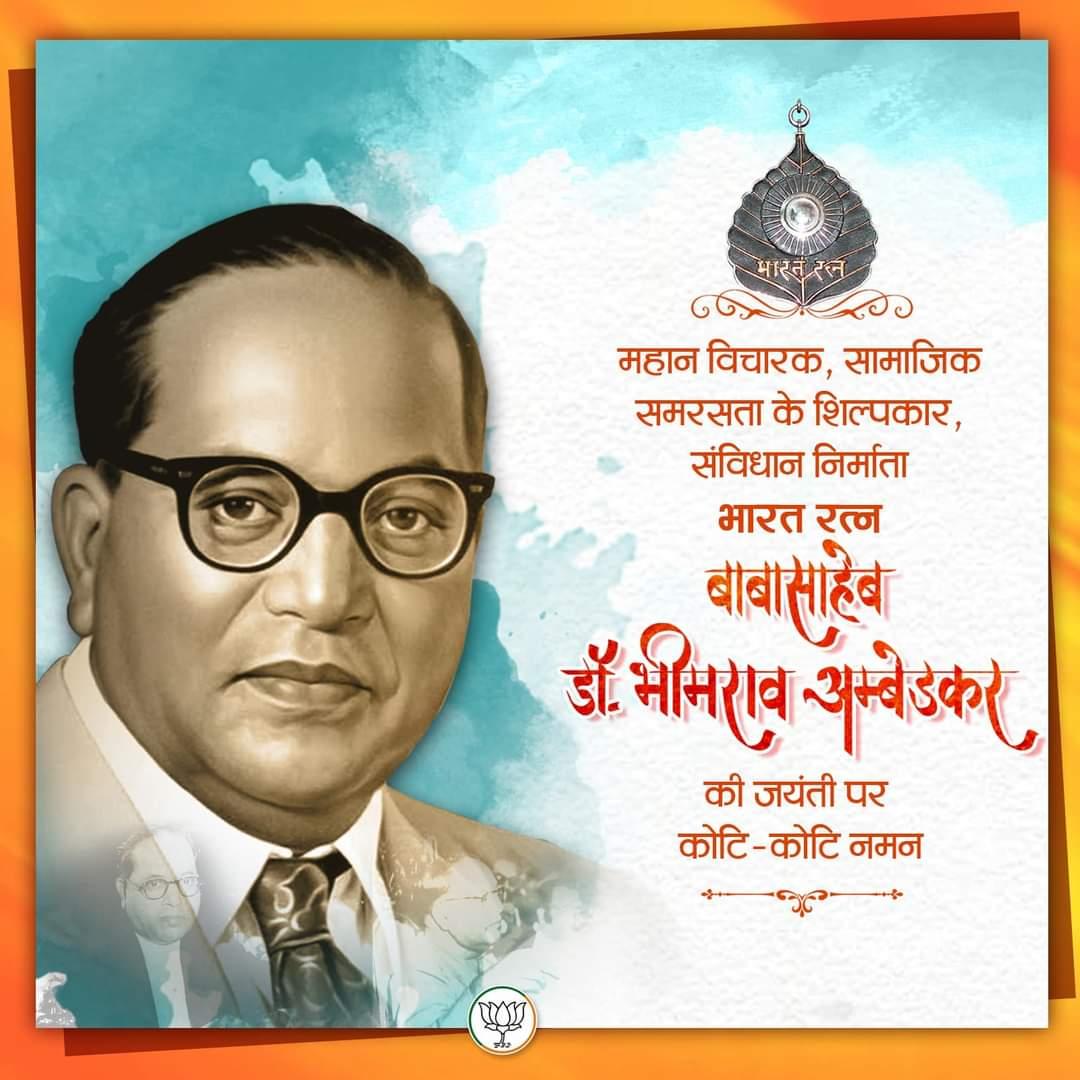 भारत रत्न
महान विचारक, सामाजिक
समरसता के शिल्पकार,
संविधान निर्माता
भारत रत्न
बाबासाहेब
डॉ. भीमराव अम्बेडकर
की जयंती पर
कोटि-कोटि नमन